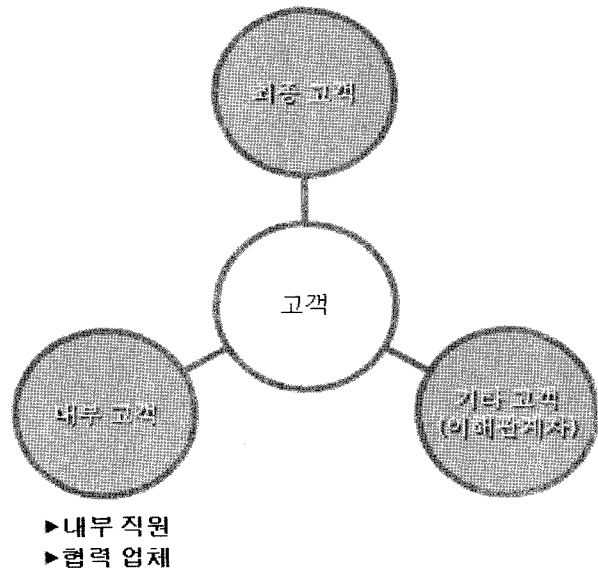 최종 고객
고객
내부 고객
기타 고객
(이해관계자)
▶내부 직원
▶협력 업체